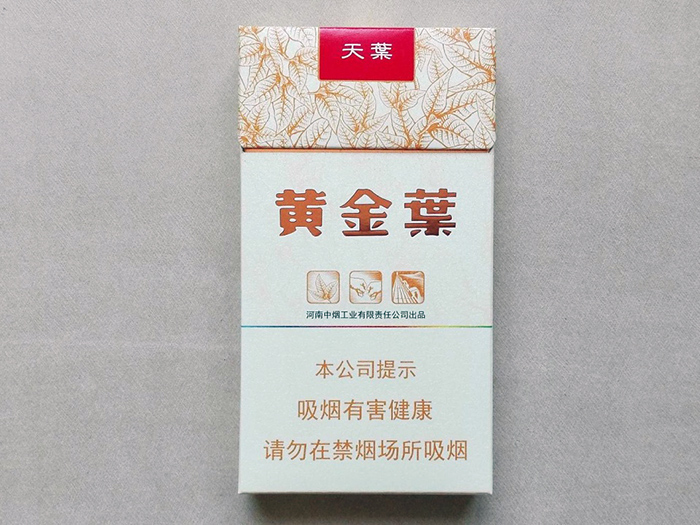 天葉
黄金葉
河南中烟工业有限责任公司出品
本公司提示
吸烟有害健康
请勿在禁烟场所吸烟